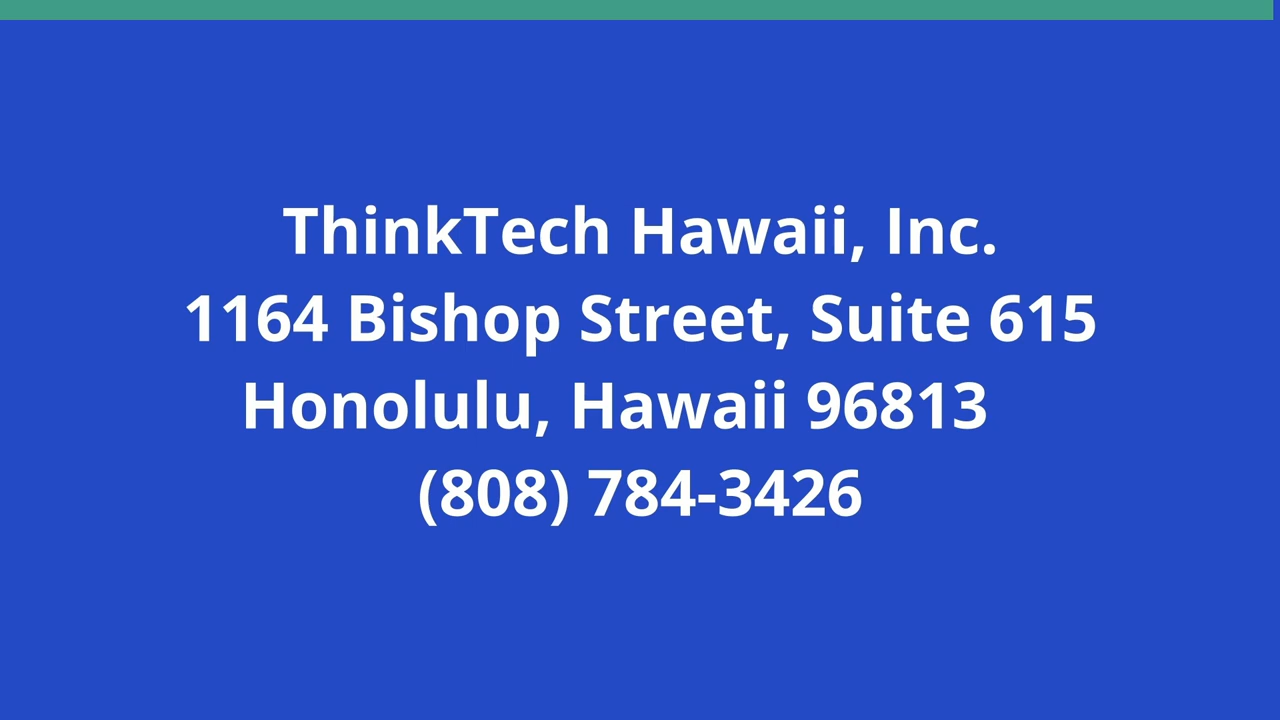 ThinkTech Hawaii, Inc.
1164 Bishop Street, Suite 615
Honolulu, Hawaii 96813
(808) 784-3426